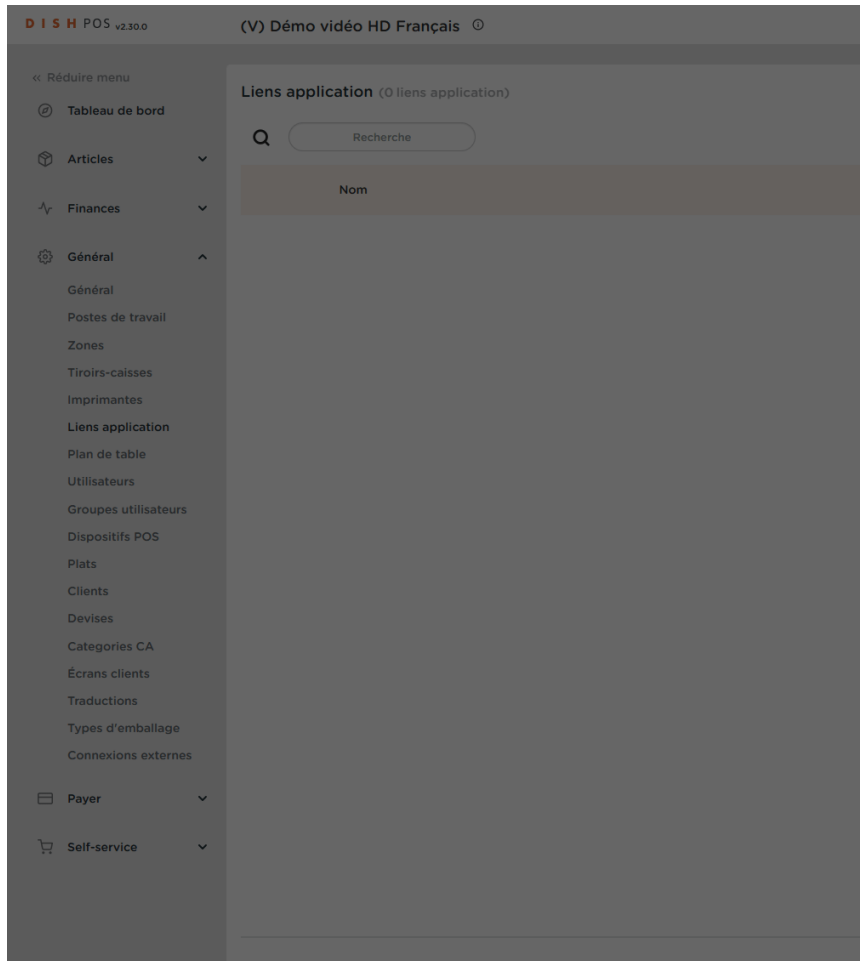 DISH POS v2.30.0
(V) Démo vidéo HD Français
« Réduire menu
Tableau de bord
Articles
Finances
Général
Général
Postes de travail
Zones
Tiroirs-caisses
Imprimantes
Liens application
Plan de table
Utilisateurs
Groupes utilisateurs
Dispositifs POS
Plats
Clients
Devises
Categories CA
Écrans clients
Traductions
Types d'emballage
Connexions externes
Payer
Self-service
Liens application (0 liens application)
Recherche
Nom